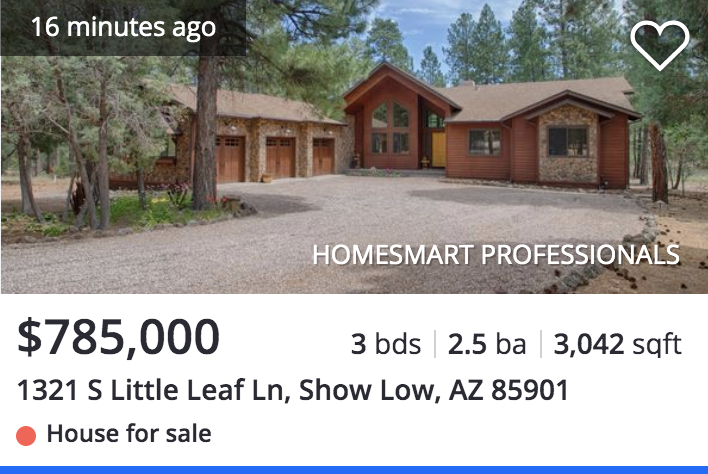 16 minutes ago
HOMESMART PROFESSIONALS
$785,000 3 bds | 2.5 ba | 3,042 sqft
1321 S Little Leaf Ln, Show Low, AZ 85901
House for sale